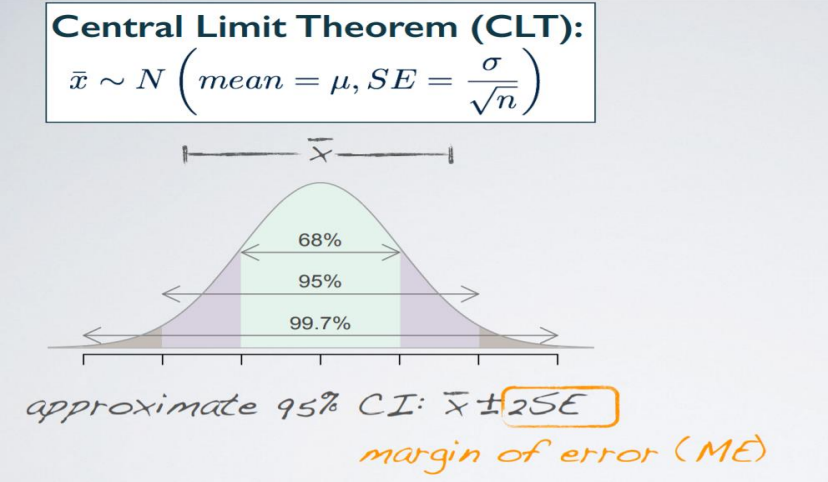 Central Limit Theorem (CLT):
x̄ ~ N (mean = μ, SE = σ/√n)
x̄
68%
95%
99.7%
approximate 95% CI: x̄ ± 2SE
margin of error (ME)